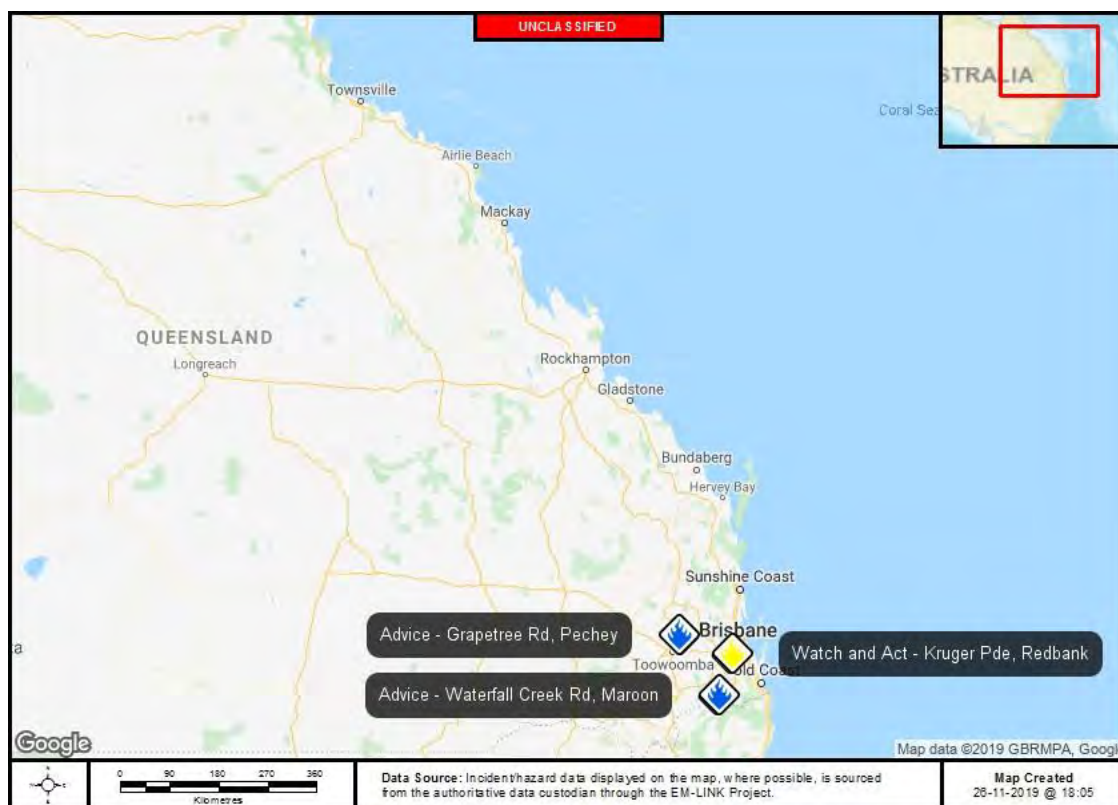 UNCLASSIFIED
STRALIA
Townsville
Coral Sea
Airlie Beach
Mackay
QUEENSLAND
Longreach
Rockhampton
Gladstone
Bundaberg
Hervey Bay
Sunshine Coast
Advice - Grapetree Rd, Pechey
Brisbane
Watch and Act - Kruger Pde, Redbank
Toowoomba
old Coast
Advice - Waterfall Creek Rd, Maroon
a
Google
Map data ©2019 GBRMPA, Google
0 90 180 270 360
Kilometres
Data Source: Incident/hazard data displayed on the map, where possible, is sourced
from the authoritative data custodian through the EM-LINK Project.
Map Created
26-11-2019 @ 18:05